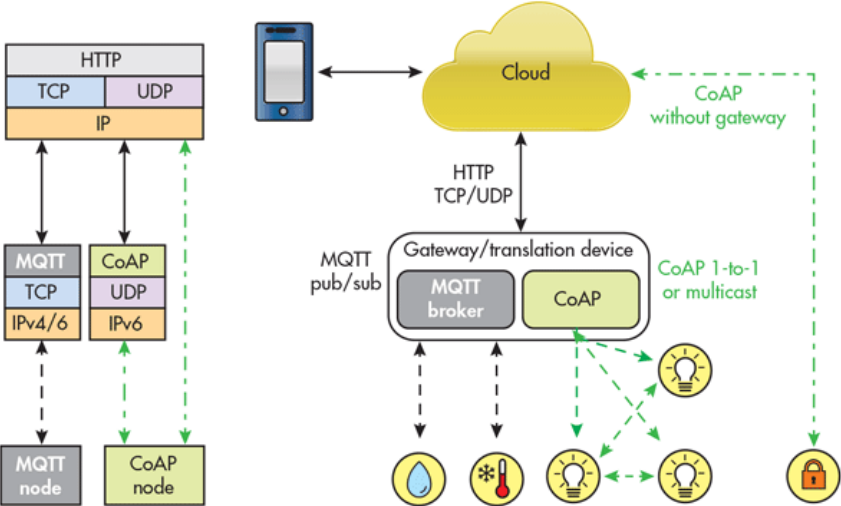 HTTP
TCP
UDP
IP
MQTT
TCP
IPv4/6
CoAP
UDP
IPv6
MQTT
node
CoAP
node
Cloud
CoAP
without gateway
HTTP
TCP/UDP
MQTT
pub/sub
Gateway/translation device
MQTT
broker
CoAP
CoAP 1-to-1
or multicast